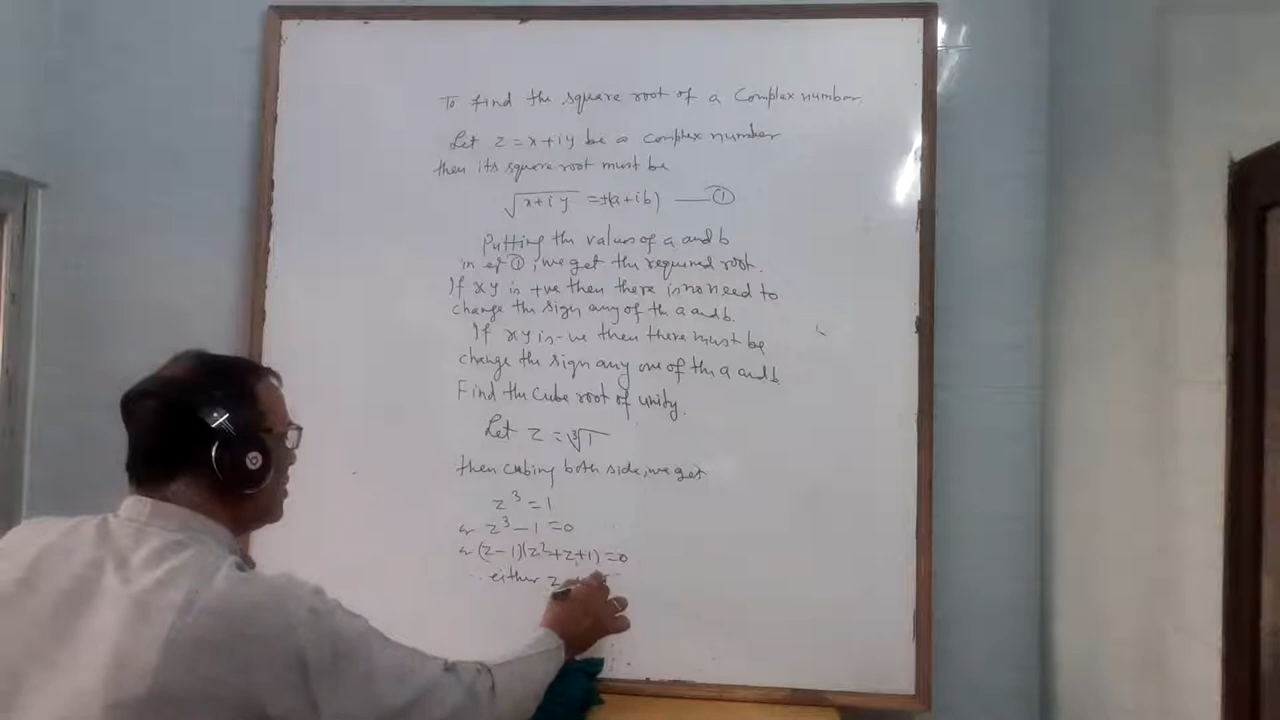 To find the square root of a Complex number.
Let z = x+iy be a complex number
then its square root must be
√x+iy = ±(a+ib) — ①
Putting the values of a and b
in eq ①, we get the required root.
If xy is +ve then there is no need to
change the sign any of th a and b.
If xy is -ve then there must be
change the sign any one of th a and b.
Find the Cube root of unity.
Let z = ∛1
then cubing both side, we get
z³ = 1
or z³ - 1 = 0
or (z-1)(z²+z+1) = 0
∴ either z